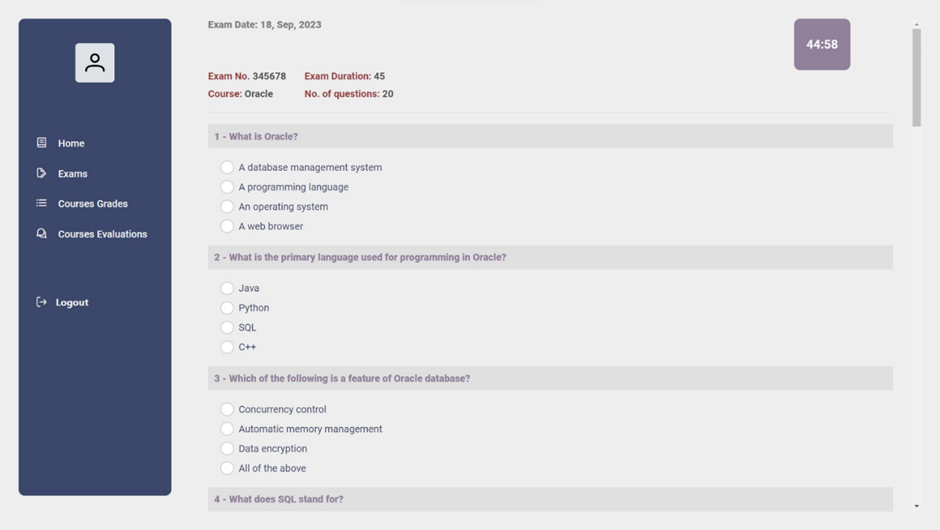 Home
Exams
Courses Grades
Courses Evaluations
Logout
Exam Date: 18, Sep, 2023
44:58
Exam No. 345678 Exam Duration: 45
Course: Oracle No. of questions: 20
1 - What is Oracle?
A database management system
A programming language
An operating system
A web browser
2 - What is the primary language used for programming in Oracle?
Java
Python
SQL
C++
3 - Which of the following is a feature of Oracle database?
Concurrency control
Automatic memory management
Data encryption
All of the above
4 - What does SQL stand for?